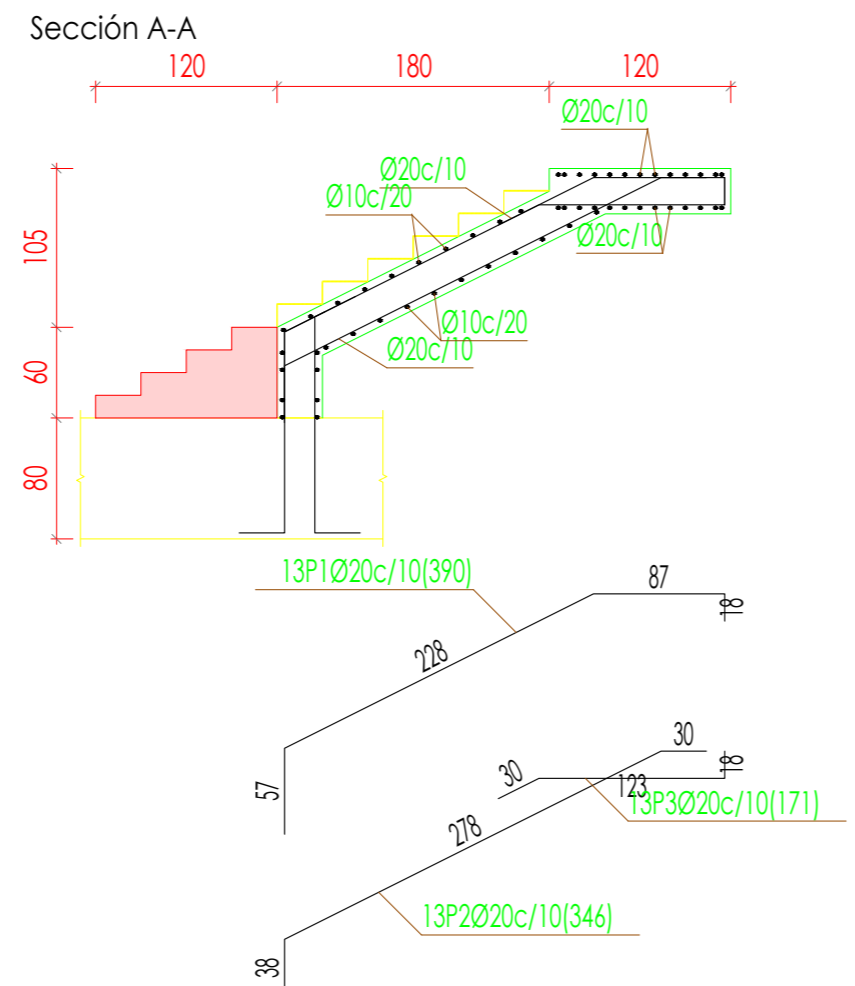 Sección A-A
120
180
120
Ø20c/10
Ø20c/10
Ø10c/20
105
Ø20c/10
Ø10c/20
Ø20c/10
60
80
13P1Ø20c/10(390)
87
18
228
57
30
30
18
123
13P3Ø20c/10(171)
278
13P2Ø20c/10(346)
38